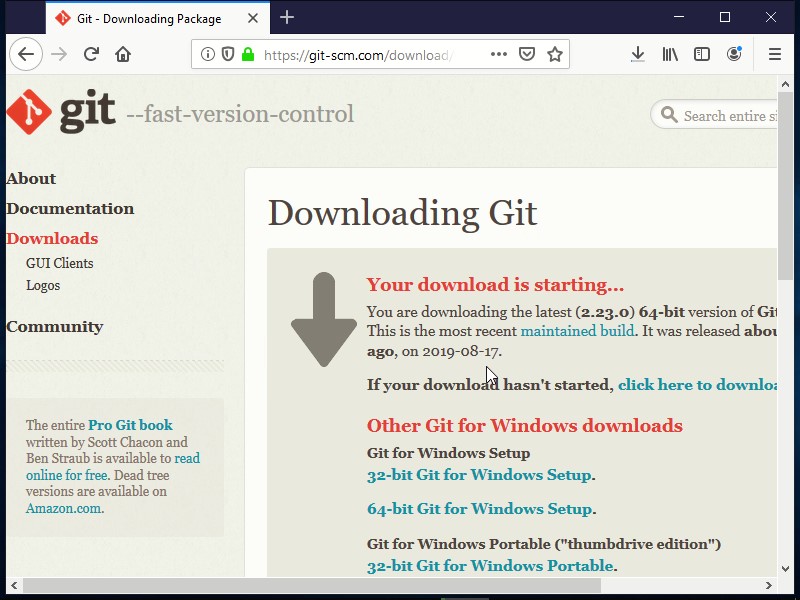 Git - Downloading Package
https://git-scm.com/download/
git --fast-version-control
Search entire si
About
Documentation
Downloads
GUI Clients
Logos
Community
The entire Pro Git book
written by Scott Chacon and
Ben Straub is available to read
online for free. Dead tree
versions are available on
Amazon.com.
Downloading Git
Your download is starting...
You are downloading the latest (2.23.0) 64-bit version of Git
This is the most recent maintained build. It was released abou
ago, on 2019-08-17.
If your download hasn't started, click here to downloa
Other Git for Windows downloads
Git for Windows Setup
32-bit Git for Windows Setup.
64-bit Git for Windows Setup.
Git for Windows Portable ("thumbdrive edition")
32-bit Git for Windows Portable.